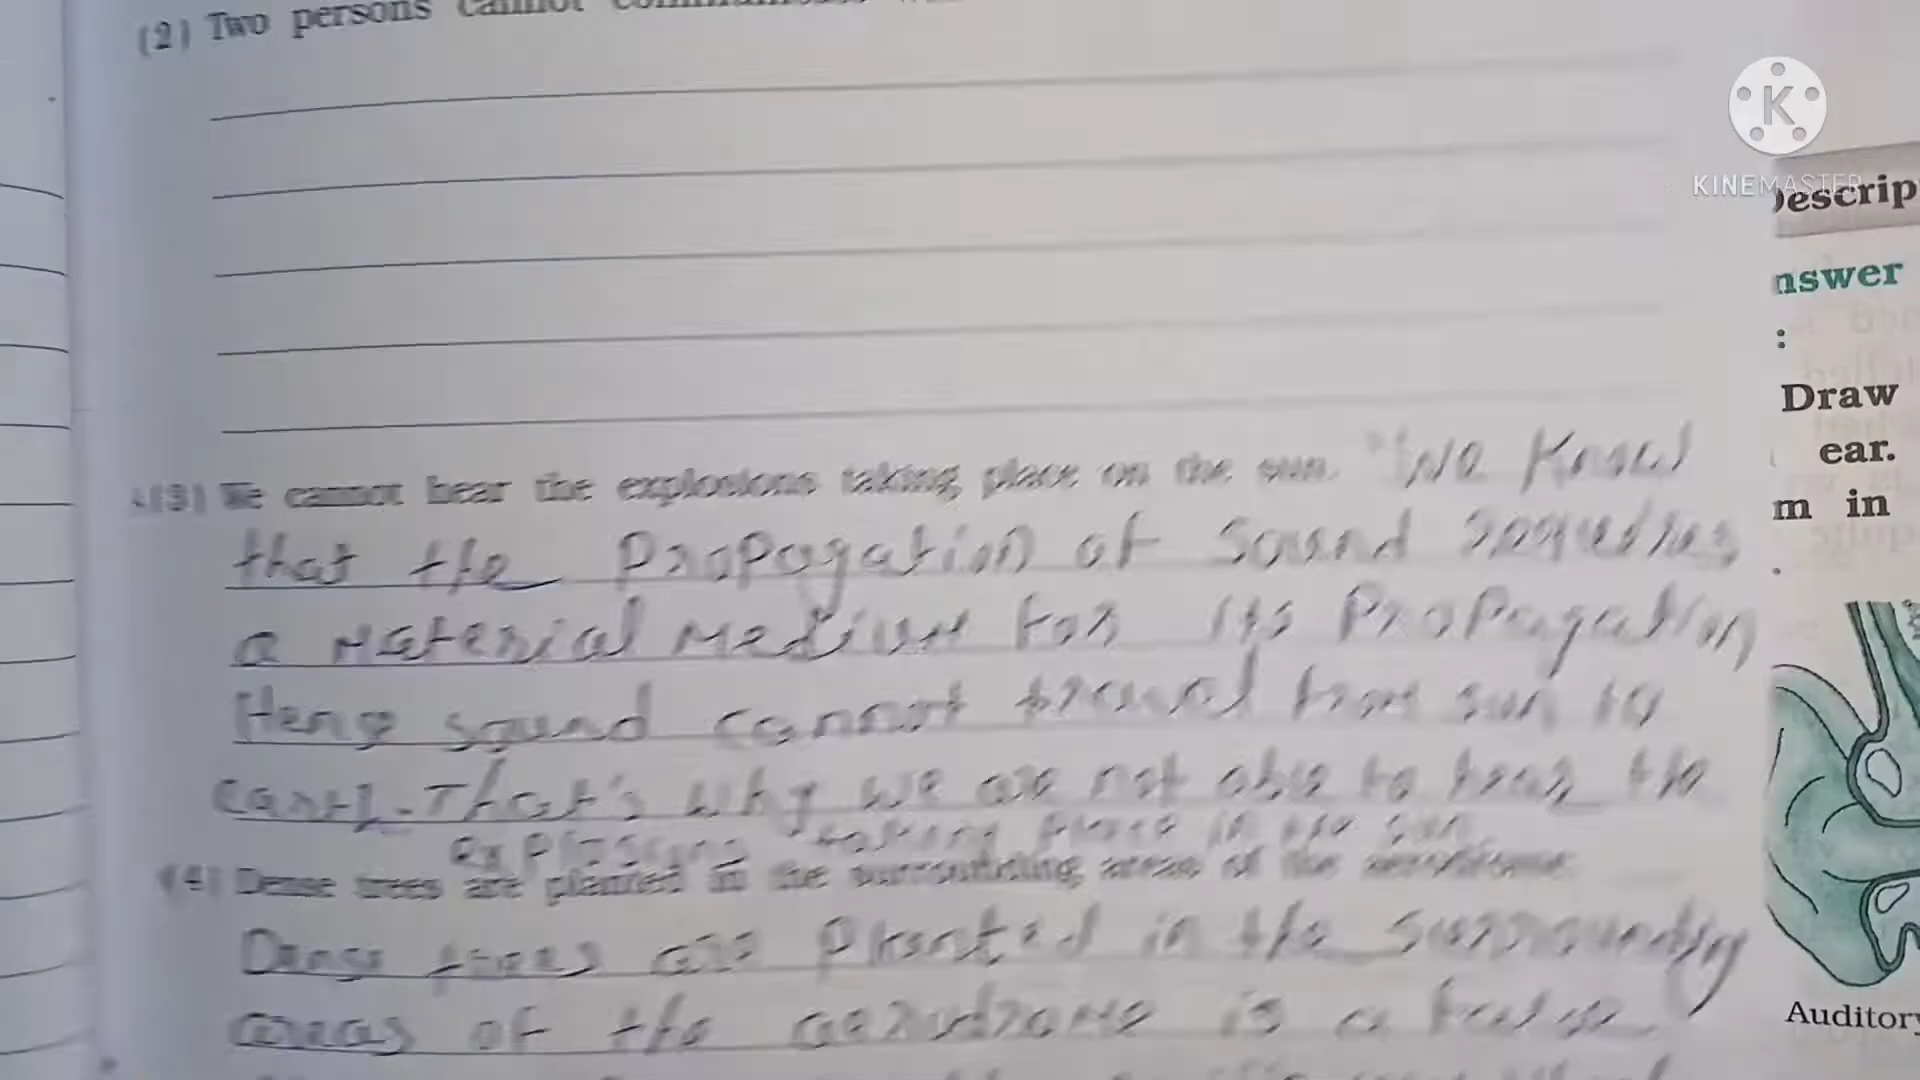 (2) Two persons cannot
KINEMASTER
(3) We cannot hear the explosions taking place on the sun. We know
that the propagation of sound requires
a material medium for its propagation
Hense sound cannot travel from sun to
earth. That's why we are not able to hear the
explosions taking place in the sun
(4) Dense trees are planted in the surrounding areas of the aerodrome.
Dense trees are planted in the surrounding
areas of the aerodrome is a
Descrip
nswer
:
Draw
ear.
m in
Auditory